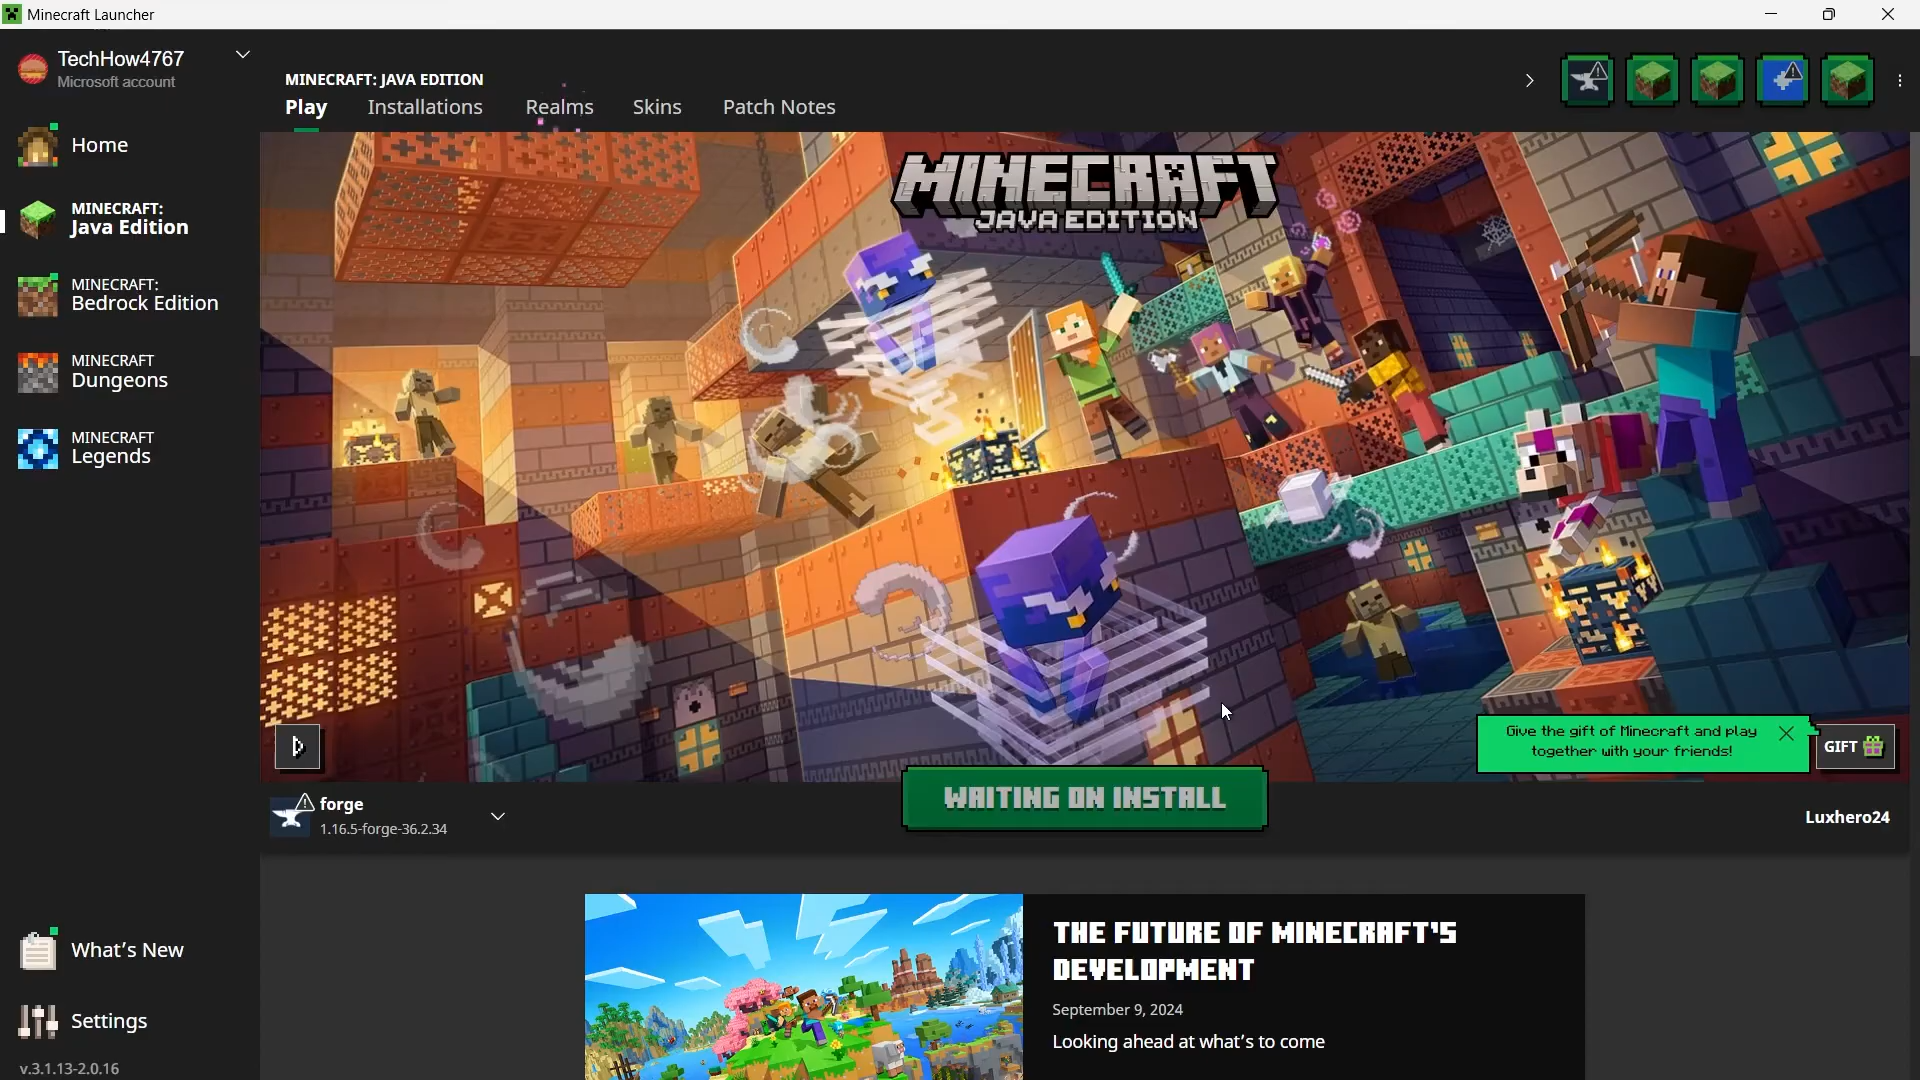 Minecraft Launcher
TechHow4767
Microsoft account
MINECRAFT: JAVA EDITION
Play Installations Realms Skins Patch Notes
Home
MINECRAFT:
Java Edition
MINECRAFT:
Bedrock Edition
MINECRAFT
Dungeons
MINECRAFT
Legends
MINECRAFT
JAVA EDITION
Give the gift of Minecraft and play
together with your friends!
GIFT
forge
1.16.5-forge-36.2.34
WAITING ON INSTALL
Luxhero24
THE FUTURE OF MINECRAFT'S
DEVELOPMENT
September 9, 2024
Looking ahead at what's to come
What's New
Settings
v.3.1.13-2.0.16